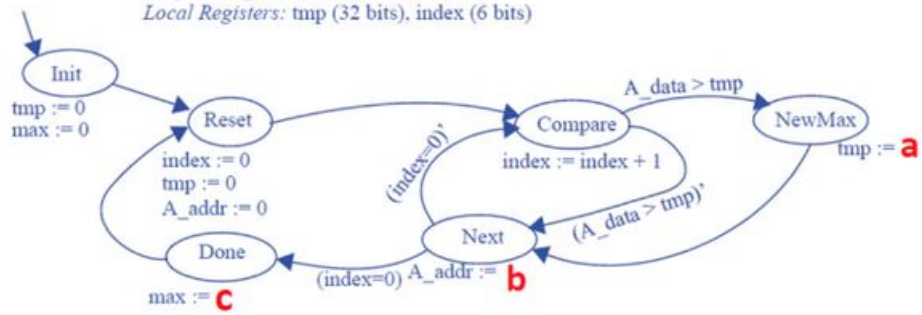 Local Registers: tmp (32 bits), index (6 bits)
Init
tmp := 0
max := 0
Reset
index := 0
tmp := 0
A_addr := 0
Compare
index := index + 1
A_data > tmp
NewMax
tmp := a
(index=0)’
(A_data > tmp)’
Next
A_addr := b
(index=0)
Done
max := c